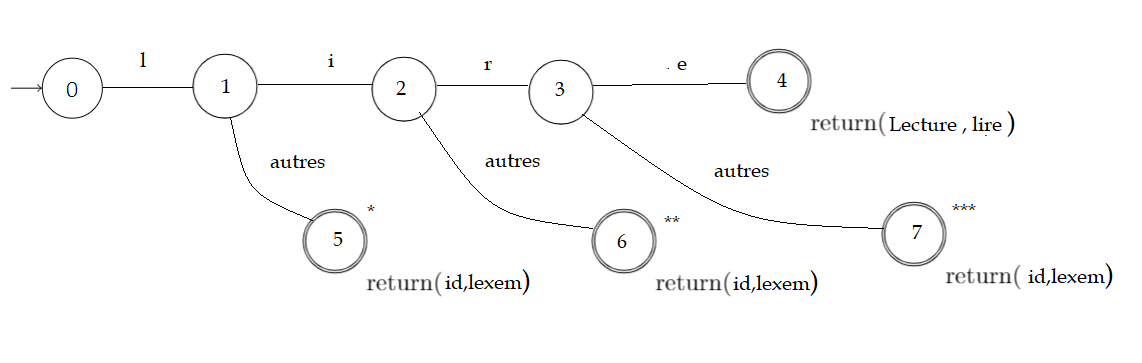 l i r e
0 1 2 3 4
return( Lecture , lire )
autres autres autres
* ** ***
5 6 7
return( id,lexem) return( id,lexem) return( id,lexem)